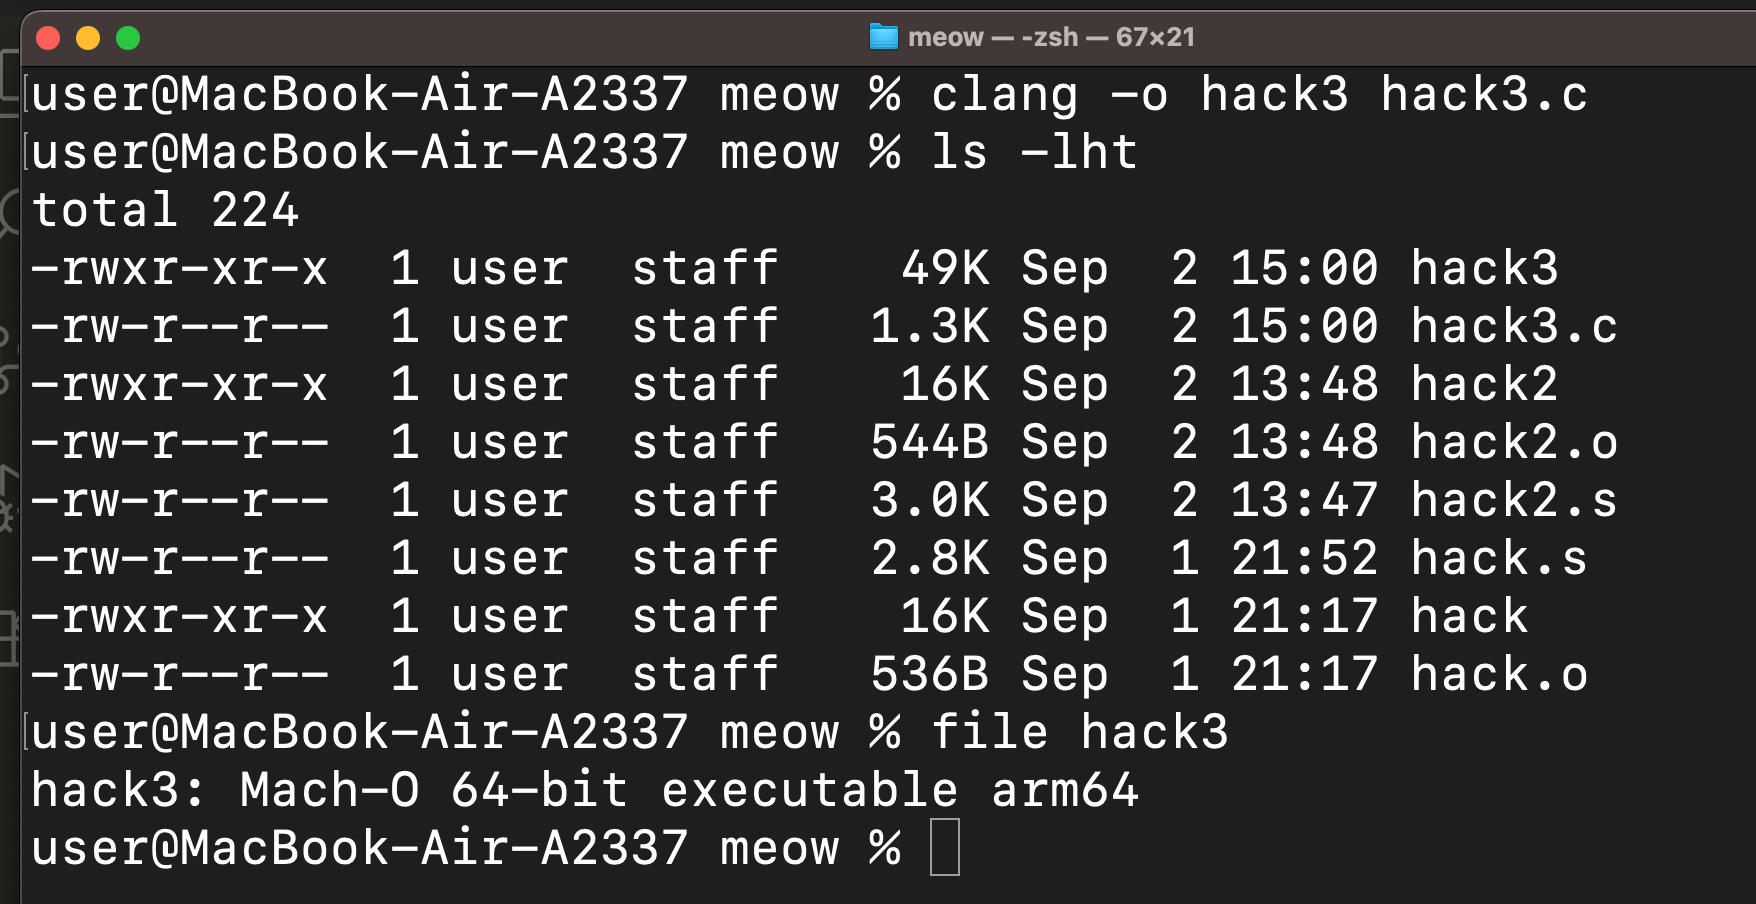 meow — -zsh — 67×21
user@MacBook-Air-A2337 meow % clang -o hack3 hack3.c
user@MacBook-Air-A2337 meow % ls -lht
total 224
-rwxr-xr-x  1 user  staff    49K Sep  2 15:00 hack3
-rw-r--r--  1 user  staff   1.3K Sep  2 15:00 hack3.c
-rwxr-xr-x  1 user  staff    16K Sep  2 13:48 hack2
-rw-r--r--  1 user  staff   544B Sep  2 13:48 hack2.o
-rw-r--r--  1 user  staff   3.0K Sep  2 13:47 hack2.s
-rw-r--r--  1 user  staff   2.8K Sep  1 21:52 hack.s
-rwxr-xr-x  1 user  staff    16K Sep  1 21:17 hack
-rw-r--r--  1 user  staff   536B Sep  1 21:17 hack.o
user@MacBook-Air-A2337 meow % file hack3
hack3: Mach-O 64-bit executable arm64
user@MacBook-Air-A2337 meow %